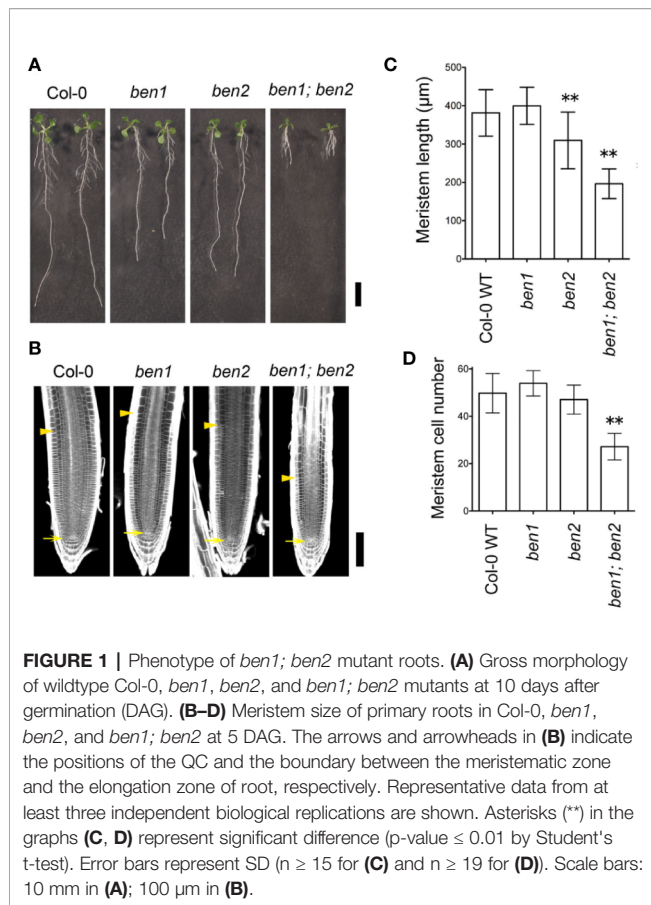 A
Col-0 ben1 ben2 ben1; ben2
B
Col-0 ben1 ben2 ben1; ben2
C
Meristem length (µm)
500
400
300
200
100
0
**
**
Col-0 WT
ben1
ben2
ben1; ben2
D
Meristem cell number
60
40
20
0
**
Col-0 WT
ben1
ben2
ben1; ben2
FIGURE 1 | Phenotype of ben1; ben2 mutant roots. (A) Gross morphology
of wildtype Col-0, ben1, ben2, and ben1; ben2 mutants at 10 days after
germination (DAG). (B–D) Meristem size of primary roots in Col-0, ben1,
ben2, and ben1; ben2 at 5 DAG. The arrows and arrowheads in (B) indicate
the positions of the QC and the boundary between the meristematic zone
and the elongation zone of root, respectively. Representative data from at
least three independent biological replications are shown. Asterisks (**) in the
graphs (C, D) represent significant difference (p-value ≤ 0.01 by Student's
t-test). Error bars represent SD (n ≥ 15 for (C) and n ≥ 19 for (D)). Scale bars:
10 mm in (A); 100 µm in (B).